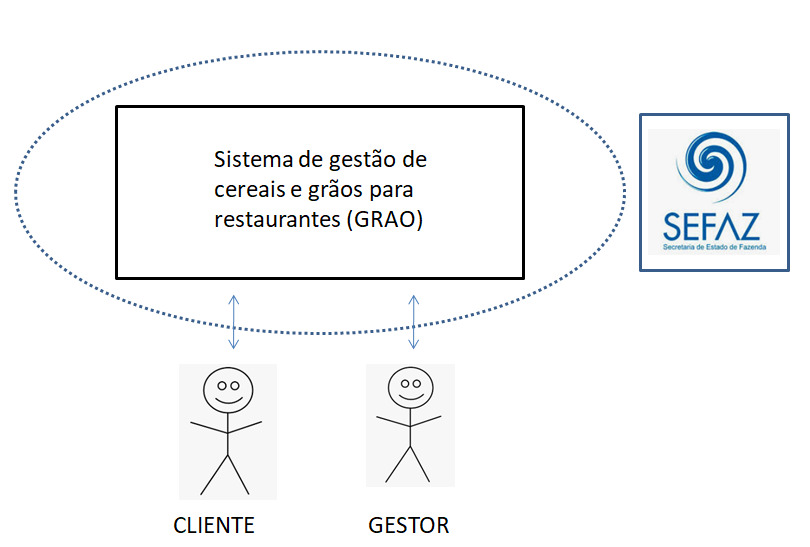 Sistema de gestão de
cereais e grãos para
restaurantes (GRAO)
SEFAZ
Secretaria de Estado de Fazenda
CLIENTE
GESTOR